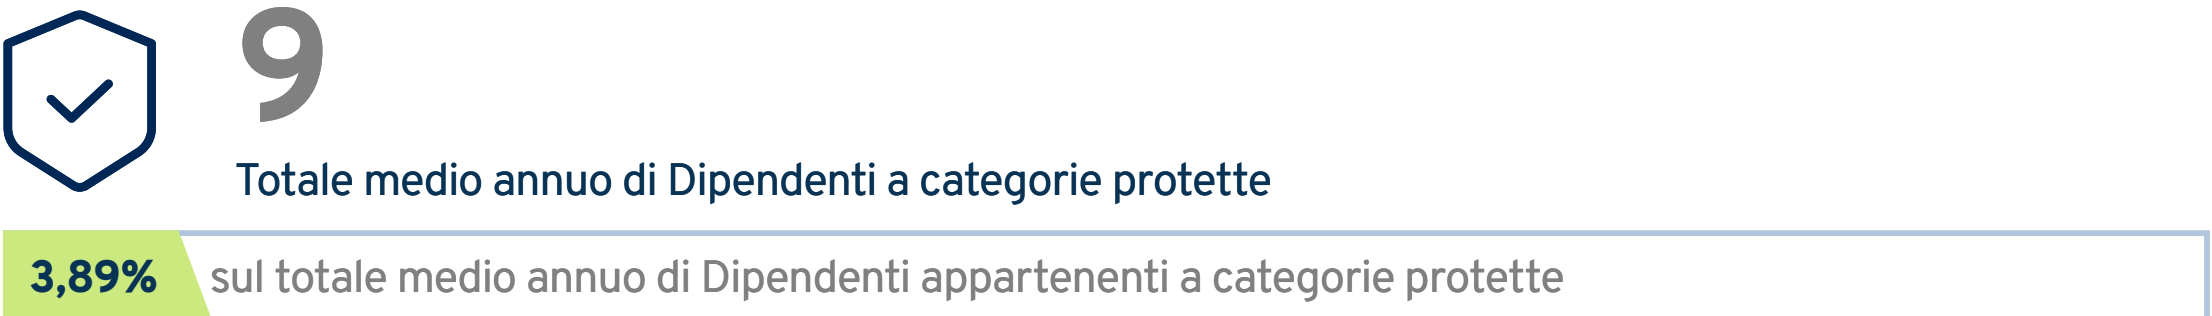 9
Totale medio annuo di Dipendenti a categorie protette
3,89% sul totale medio annuo di Dipendenti appartenenti a categorie protette